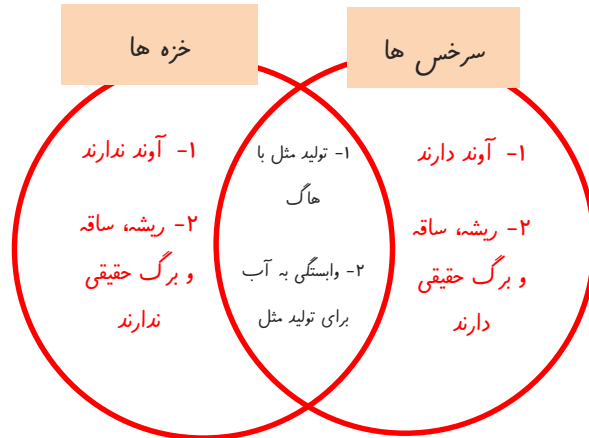 سرخس ها
خزه ها
۱- آوند دارند
۲- ریشه، ساقه
و برگ حقیقی
دارند
۱- تولید مثل با
هاگ
۲- وابستگی به آب
برای تولید مثل
۱- آوند ندارند
۲- ریشه، ساقه
و برگ حقیقی
ندارند